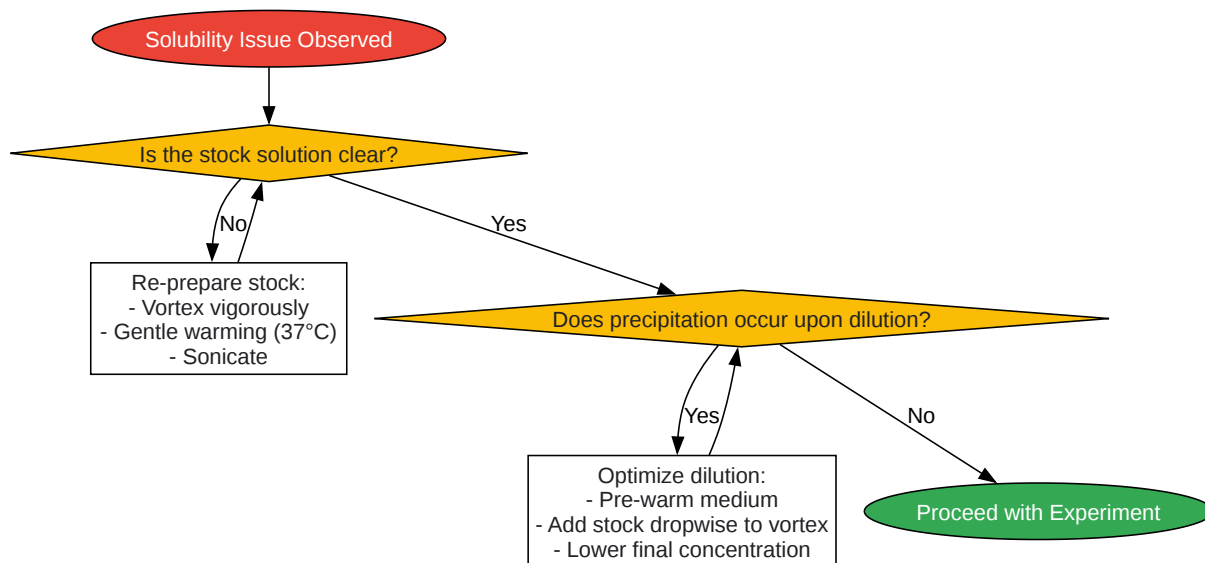 Solubility Issue Observed
Is the stock solution clear?
No
Yes
Re-prepare stock:
- Vortex vigorously
- Gentle warming (37°C)
- Sonicate
Does precipitation occur upon dilution?
Yes
No
Optimize dilution:
- Pre-warm medium
- Add stock dropwise to vortex
- Lower final concentration
Proceed with Experiment